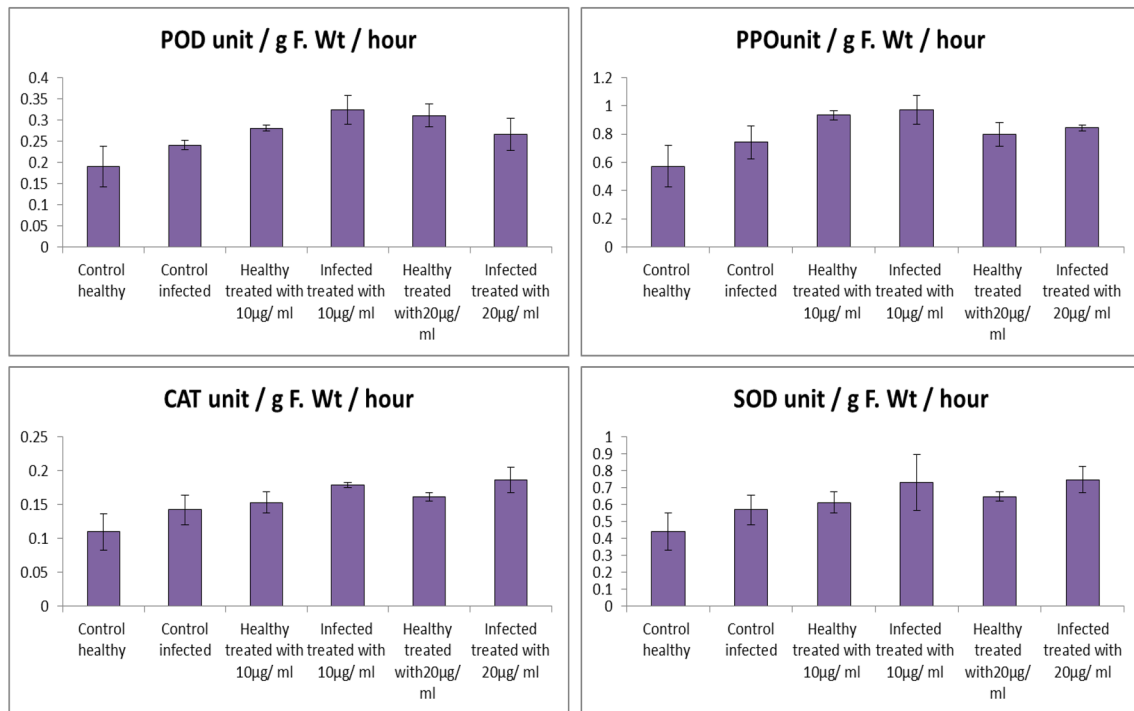 POD unit / g F. Wt / hour
0.4
0.35
0.3
0.25
0.2
0.15
0.1
0.05
0
Control healthy
Control infected
Healthy treated with 10µg/ ml
Infected treated with 10µg/ ml
Healthy treated with20µg/ ml
Infected treated with 20µg/ ml
PPOunit / g F. Wt / hour
1.2
1
0.8
0.6
0.4
0.2
0
Control healthy
Control infected
Healthy treated with 10µg/ ml
Infected treated with 10µg/ ml
Healthy treated with20µg/ ml
Infected treated with 20µg/ ml
CAT unit / g F. Wt / hour
0.25
0.2
0.15
0.1
0.05
0
Control healthy
Control infected
Healthy treated with 10µg/ ml
Infected treated with 10µg/ ml
Healthy treated with20µg/ ml
Infected treated with 20µg/ ml
SOD unit / g F. Wt / hour
1
0.9
0.8
0.7
0.6
0.5
0.4
0.3
0.2
0.1
0
Control healthy
Control infected
Healthy treated with 10µg/ ml
Infected treated with 10µg/ ml
Healthy treated with20µg/ ml
Infected treated with 20µg/ ml